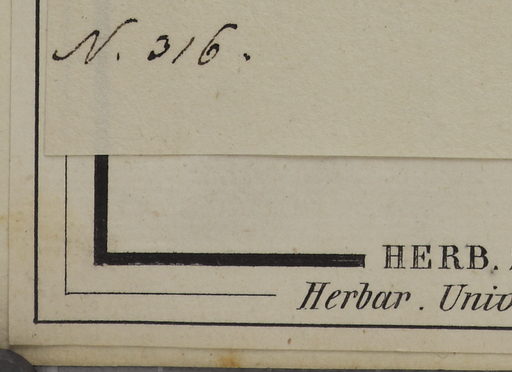 N. 316.
HERB.
Herbar. Univ